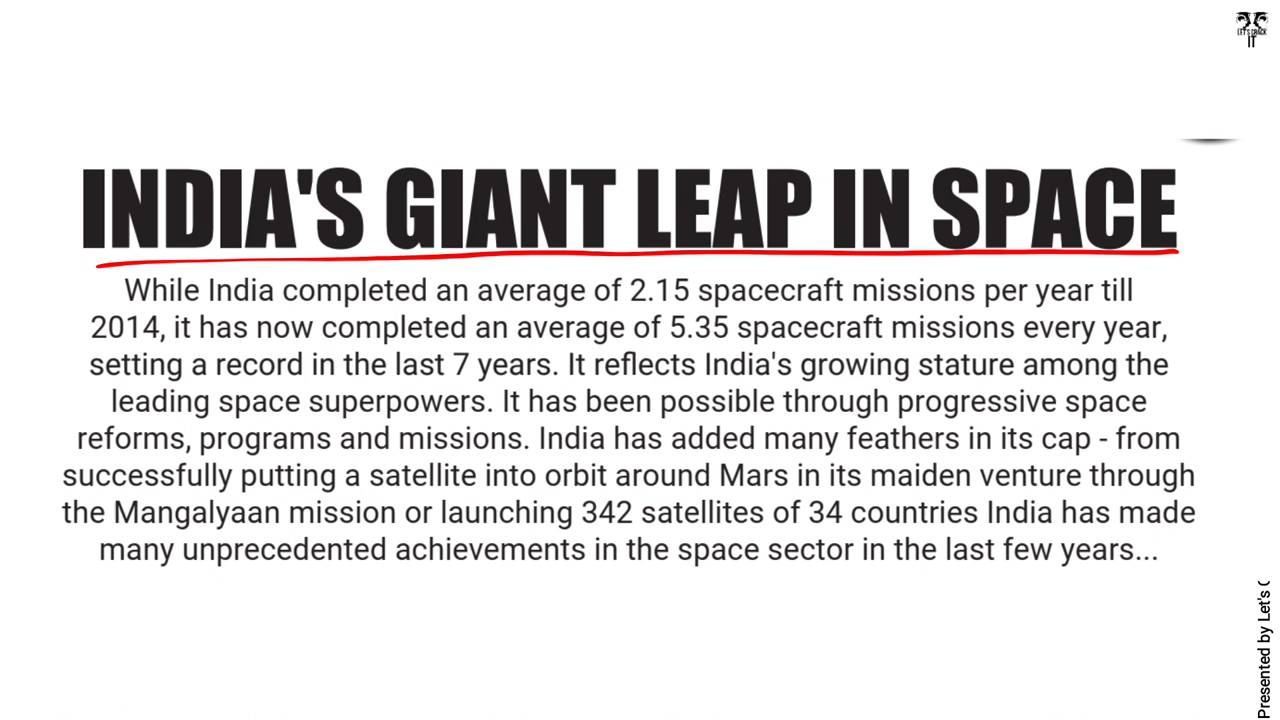 LET'S CRACK
IT
INDIA'S GIANT LEAP IN SPACE
While India completed an average of 2.15 spacecraft missions per year till
2014, it has now completed an average of 5.35 spacecraft missions every year,
setting a record in the last 7 years. It reflects India's growing stature among the
leading space superpowers. It has been possible through progressive space
reforms, programs and missions. India has added many feathers in its cap - from
successfully putting a satellite into orbit around Mars in its maiden venture through
the Mangalyaan mission or launching 342 satellites of 34 countries India has made
many unprecedented achievements in the space sector in the last few years...
Presented by Let's